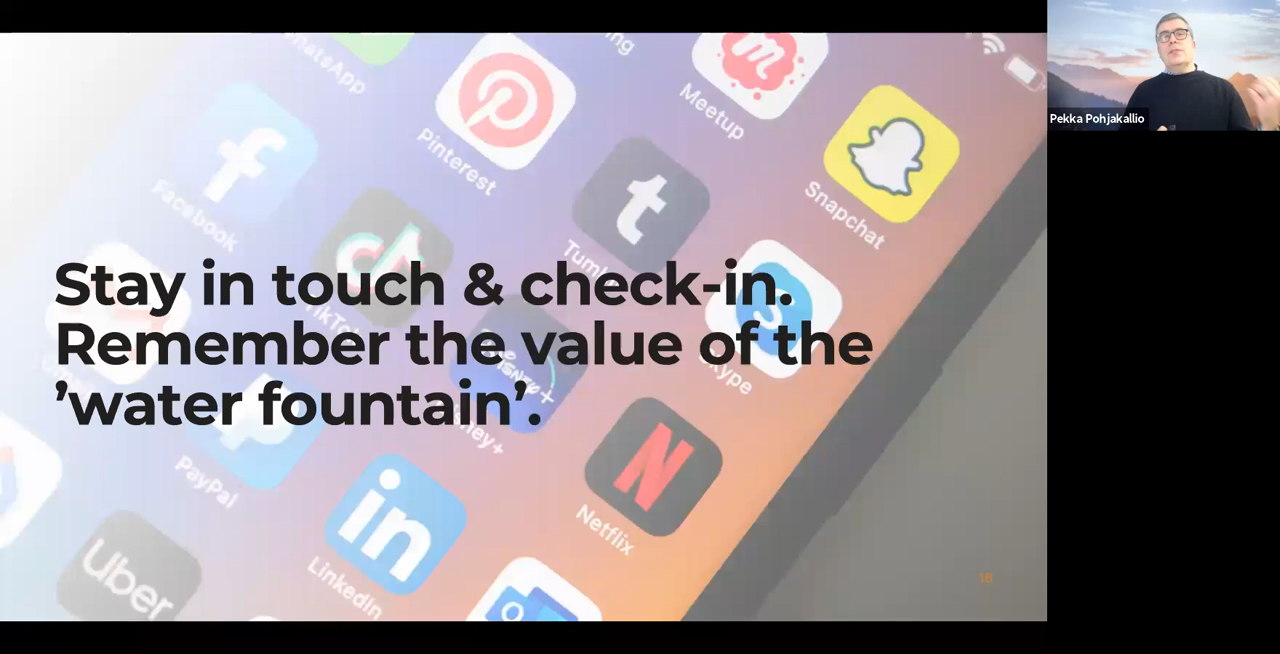 WhatsApp
Pinterest
Meetup
Facebook
Snapchat
Stay in touch & check-in.
Remember the value of the
’water fountain’.
Skype
PayPal
Netflix
LinkedIn
Uber
18
Pekka Pohjakallio